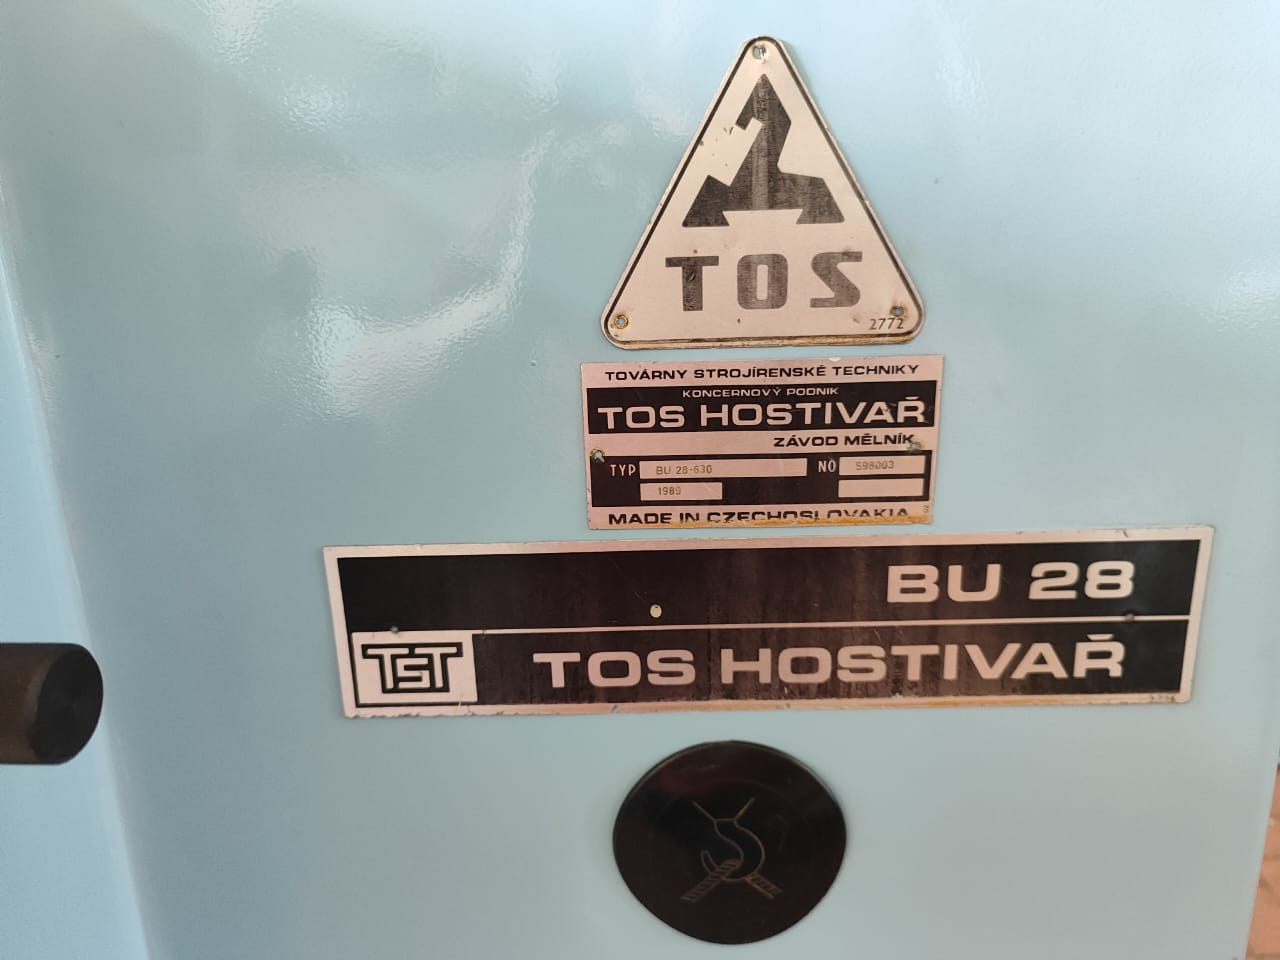 TOS
2772
TOVÁRNY STROJÍRENSKÉ TECHNIKY
KONCERNOVÝ PODNIK
TOS HOSTIVAŘ
ZÁVOD MĚLNÍK
TYP BU 28-630 NO 598003
1989
MADE IN CZECHOSLOVAKIA
BU 28
TST TOS HOSTIVAŘ